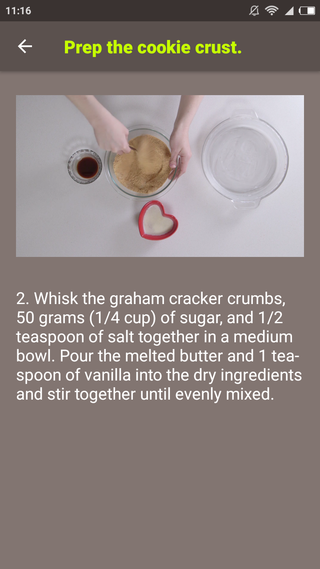 11:16
Prep the cookie crust.
2. Whisk the graham cracker crumbs,
50 grams (1/4 cup) of sugar, and 1/2
teaspoon of salt together in a medium
bowl. Pour the melted butter and 1 tea-
spoon of vanilla into the dry ingredients
and stir together until evenly mixed.